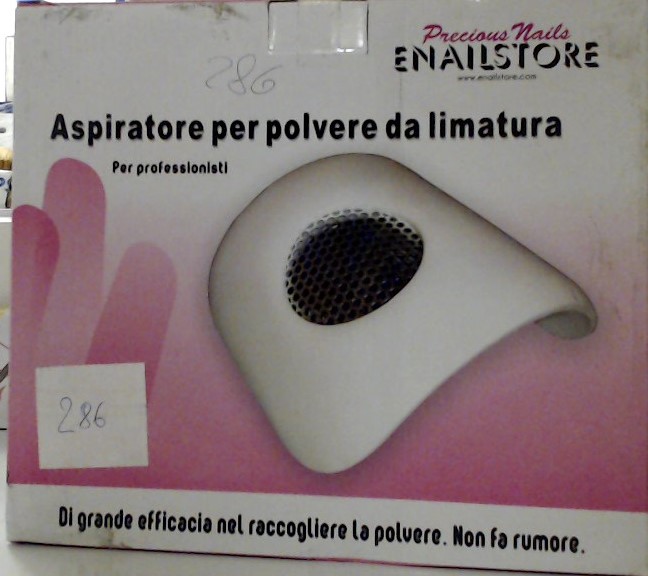 Precious Nails
ENAILSTORE
www.enailstore.com
286
Aspiratore per polvere da limatura
Per professionisti
286
Di grande efficacia nel raccogliere la polvere. Non fa rumore.